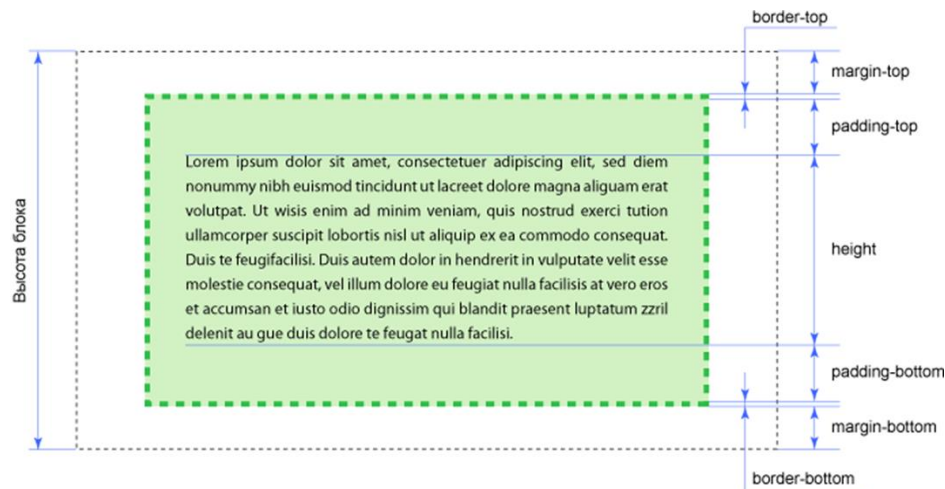 border-top
margin-top
padding-top
Lorem ipsum dolor sit amet, consectetuer adipiscing elit, sed diem
nonummy nibh euismod tincidunt ut lacreet dolore magna aliguam erat
volutpat. Ut wisis enim ad minim veniam, quis nostrud exerci tution
ullamcorper suscipit lobortis nisl ut aliquip ex ea commodo consequat.
Duis te feugifacilisi. Duis autem dolor in hendrerit in vulputate velit esse
molestie consequat, vel illum dolore eu feugiat nulla facilisis at vero eros
et accumsan et iusto odio dignissim qui blandit praesent luptatum zzril
delenit au gue duis dolore te feugat nulla facilisi.
Высота блока
height
padding-bottom
margin-bottom
border-bottom